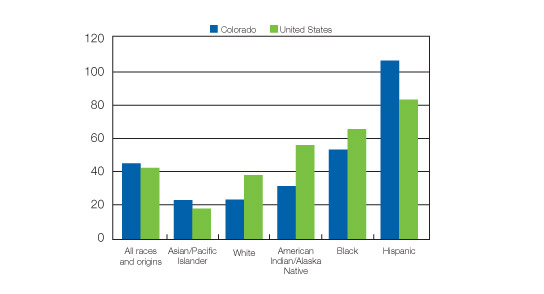 Colorado United States
120
100
80
60
40
20
0
All races
and origins
Asian/Pacific
Islander
White
American
Indian/Alaska
Native
Black
Hispanic